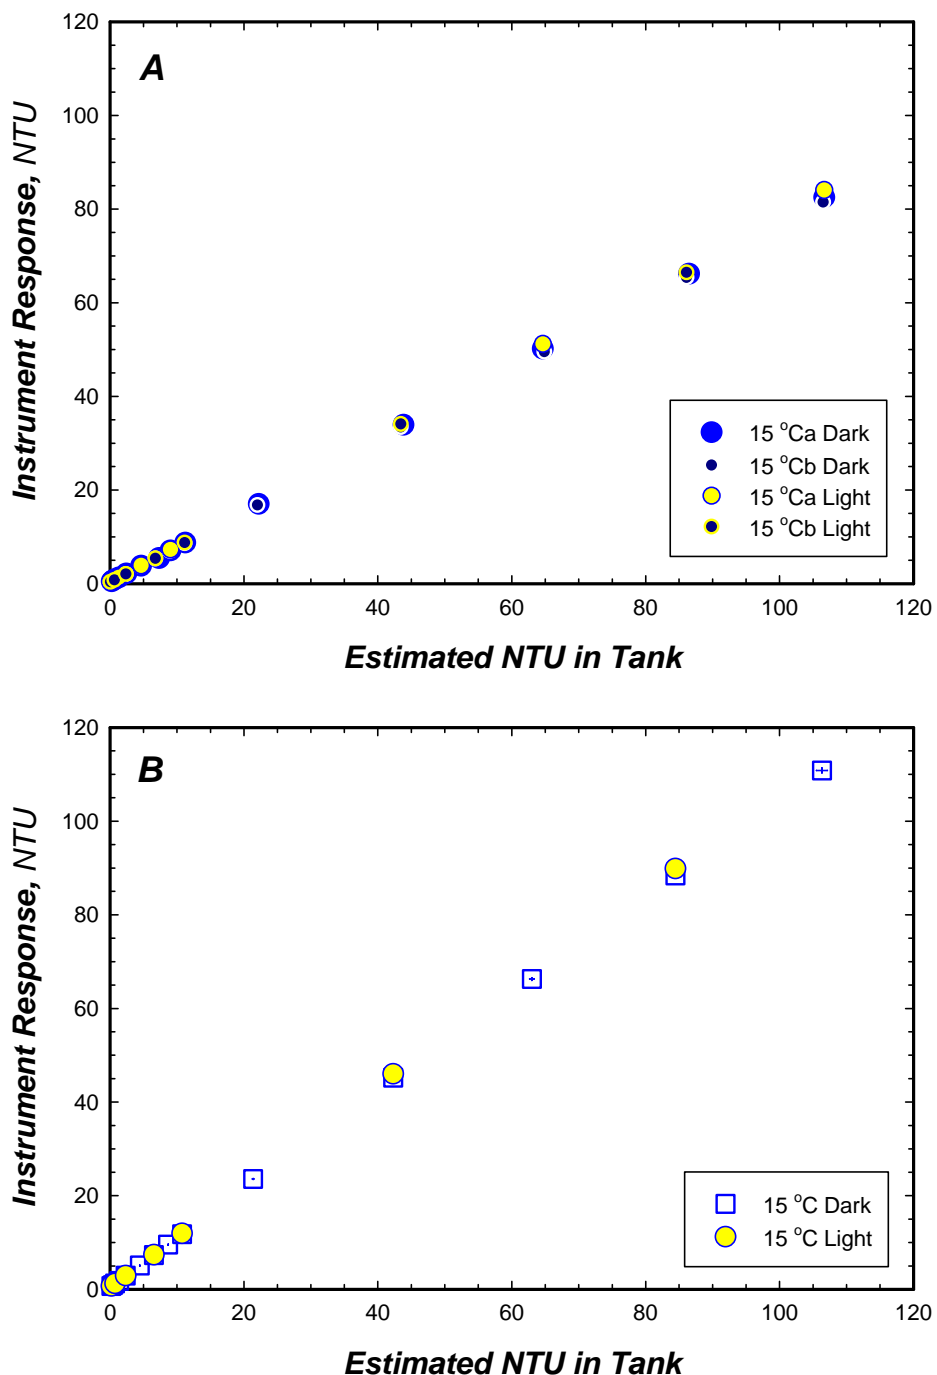 A
Instrument Response, NTU
120
100
80
60
40
20
0
15 °Ca Dark
15 °Cb Dark
15 °Ca Light
15 °Cb Light
0 20 40 60 80 100 120
Estimated NTU in Tank
B
Instrument Response, NTU
120
100
80
60
40
20
0
15 °C Dark
15 °C Light
0 20 40 60 80 100 120
Estimated NTU in Tank